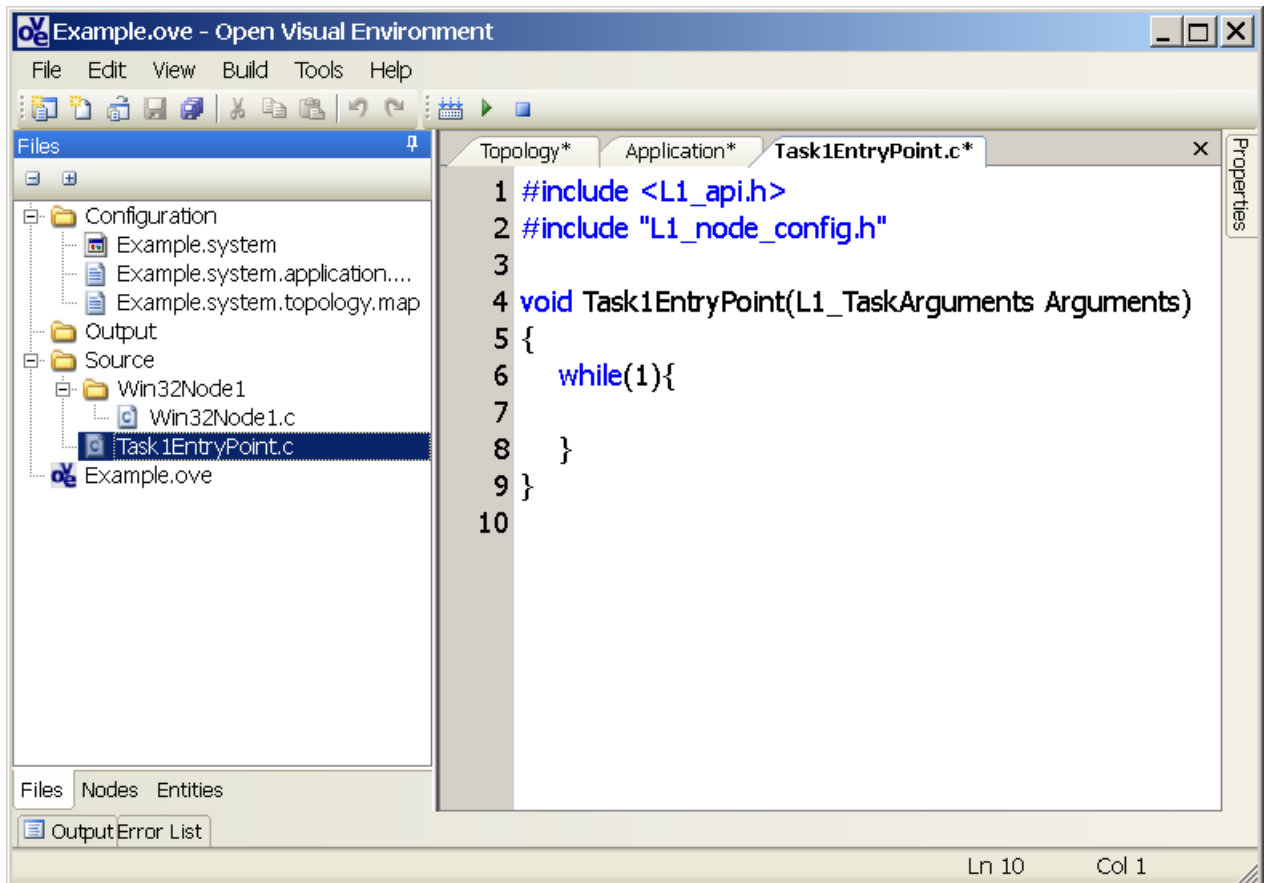 Example.ove - Open Visual Environment
File Edit View Build Tools Help
Files
Configuration
Example.system
Example.system.application....
Example.system.topology.map
Output
Source
Win32Node1
Win32Node1.c
Task1EntryPoint.c
Example.ove
Files Nodes Entities
Topology* Application* Task1EntryPoint.c*
1 #include <L1_api.h>
2 #include "L1_node_config.h"
3
4 void Task1EntryPoint(L1_TaskArguments Arguments)
5 {
6 while(1){
7
8 }
9 }
10
Properties
Output Error List
Ln 10 Col 1